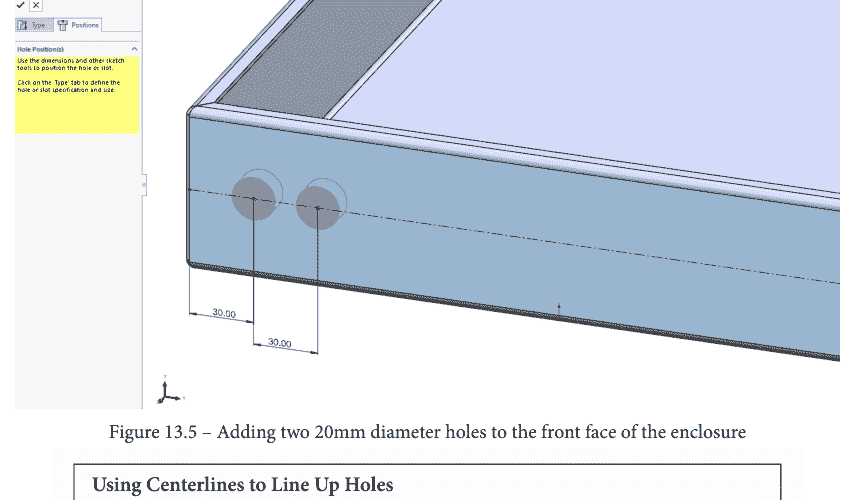 Type
Positions
Hole Position(s)
Use the dimensions and other sketch
tools to position the hole or slot.
Click on the 'Type' tab to define the
hole or slot specification and size.
30.00
30.00
Figure 13.5 – Adding two 20mm diameter holes to the front face of the enclosure
Using Centerlines to Line Up Holes